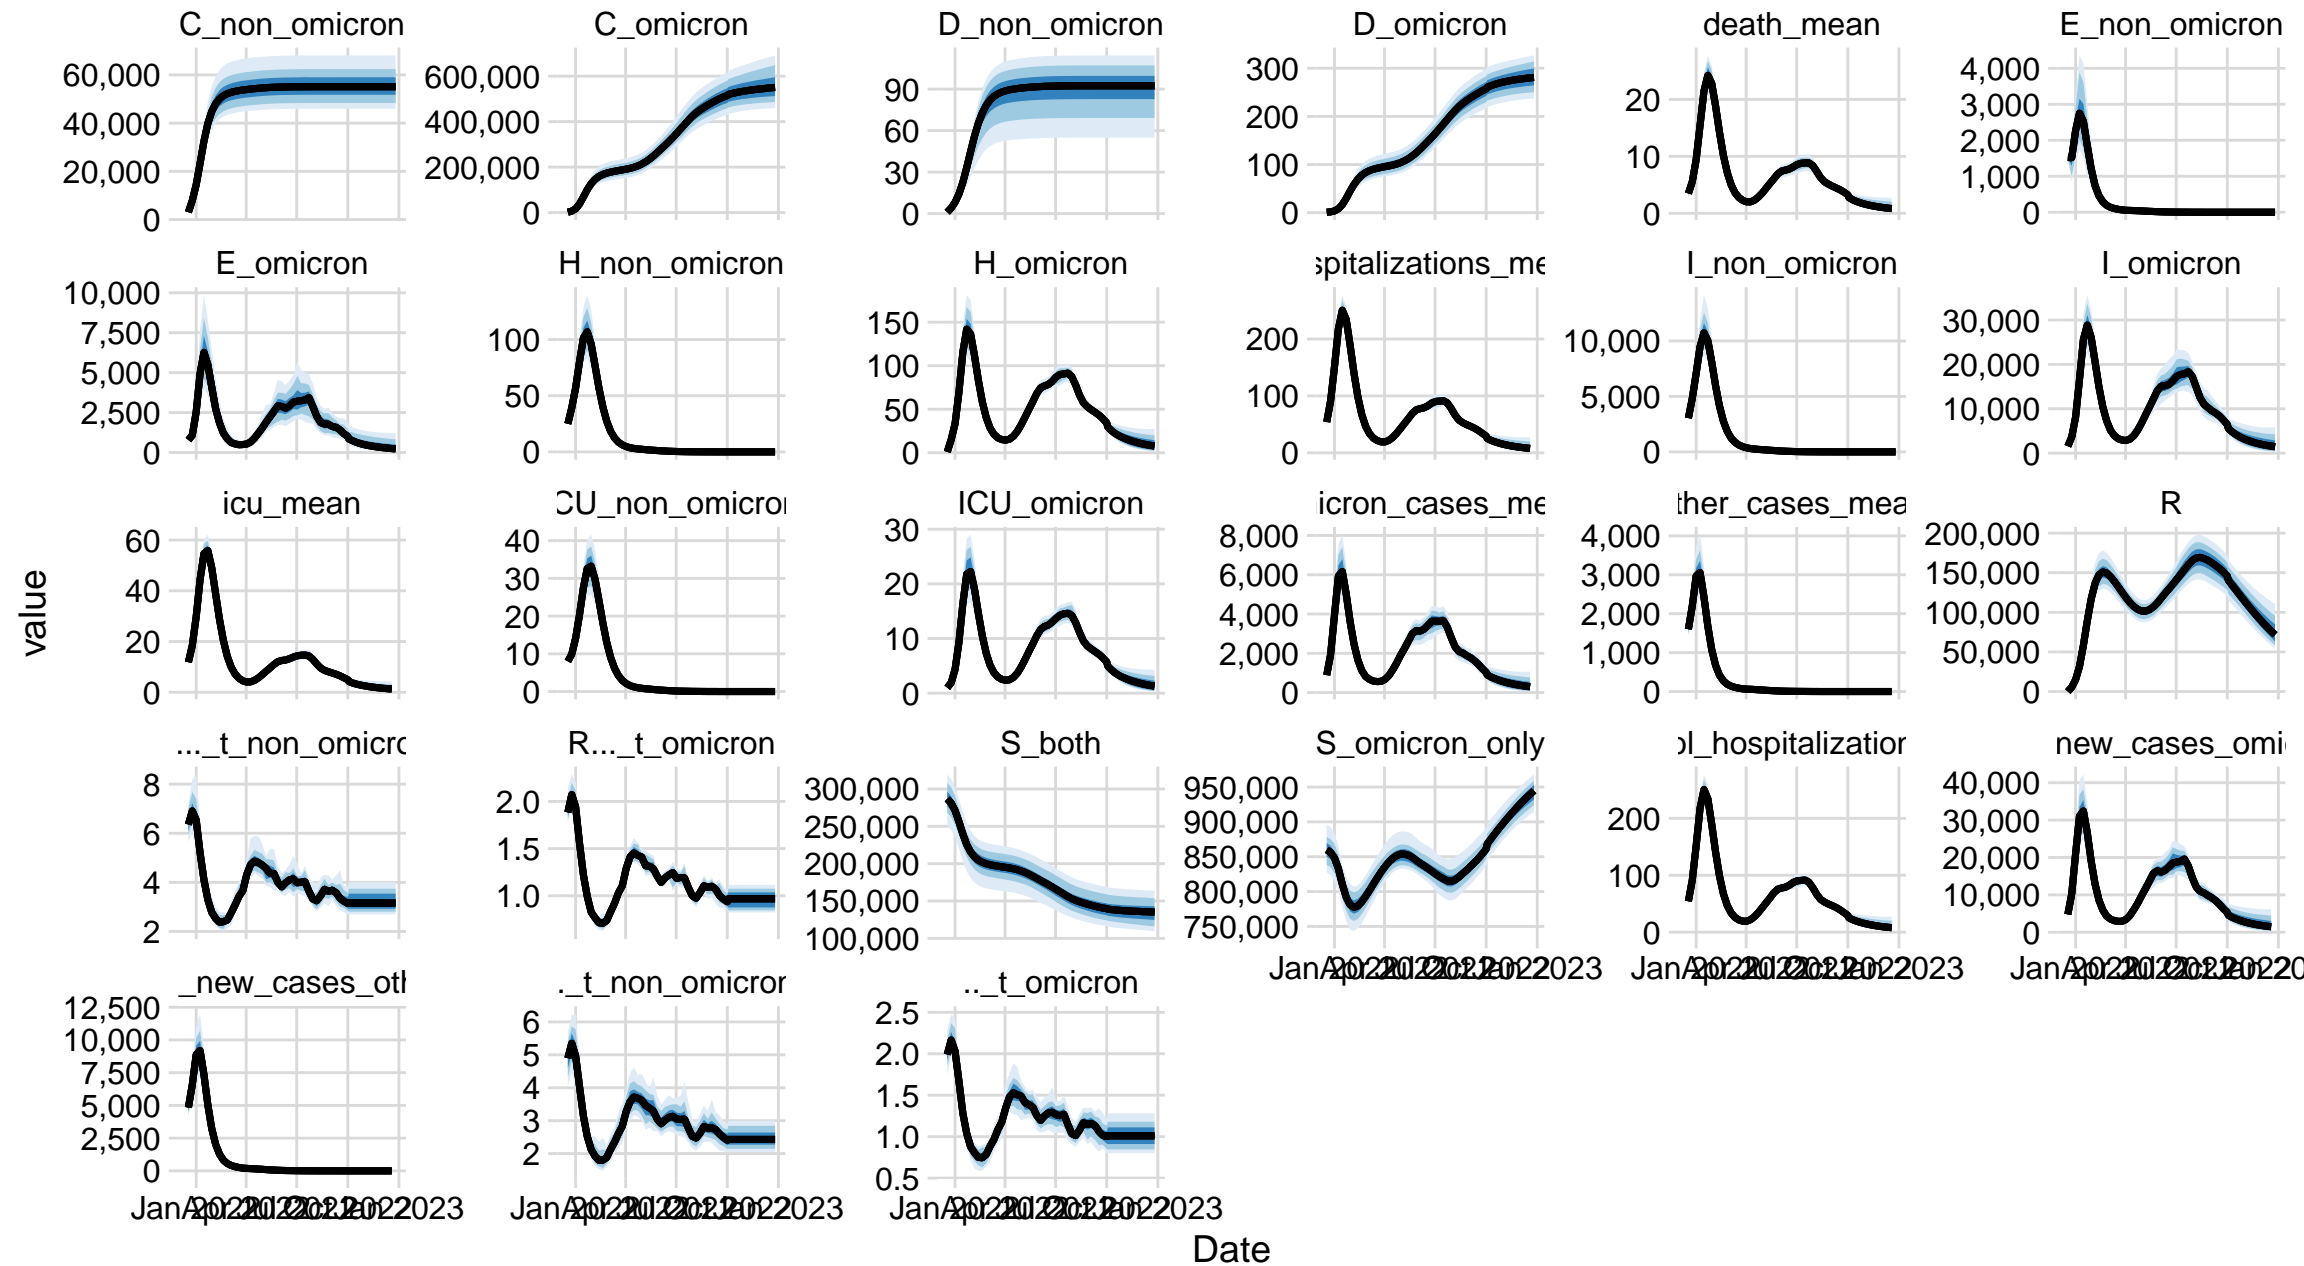 C_non_omicron C_omicron D_non_omicron D_omicron death_mean E_non_omicron
60,000 40,000 20,000 0
600,000 400,000 200,000 0
90 60 30 0
300 200 100 0
20 10 0
4,000 3,000 2,000 1,000 0
E_omicron H_non_omicron H_omicron spitalizations_me I_non_omicron I_omicron
10,000 7,500 5,000 2,500 0
100 50 0
150 100 50 0
200 100 0
10,000 5,000 0
30,000 20,000 10,000 0
icu_mean CU_non_omicron ICU_omicron icron_cases_me ther_cases_mea R
60 40 20 0
40 30 20 10 0
30 20 10 0
8,000 6,000 4,000 2,000 0
4,000 3,000 2,000 1,000 0
200,000 150,000 100,000 50,000 0
..._t_non_omicro R..._t_omicron S_both S_omicron_only ol_hospitalization new_cases_omi
8 6 4 2
2.0 1.5 1.0
300,000 250,000 200,000 150,000 100,000
950,000 900,000 850,000 800,000 750,000
200 100 0
40,000 30,000 20,000 10,000 0
_new_cases_oth ._t_non_omicron .._t_omicron
12,500 10,000 7,500 5,000 2,500 0
6 5 4 3 2
2.5 2.0 1.5 1.0 0.5
value
Date